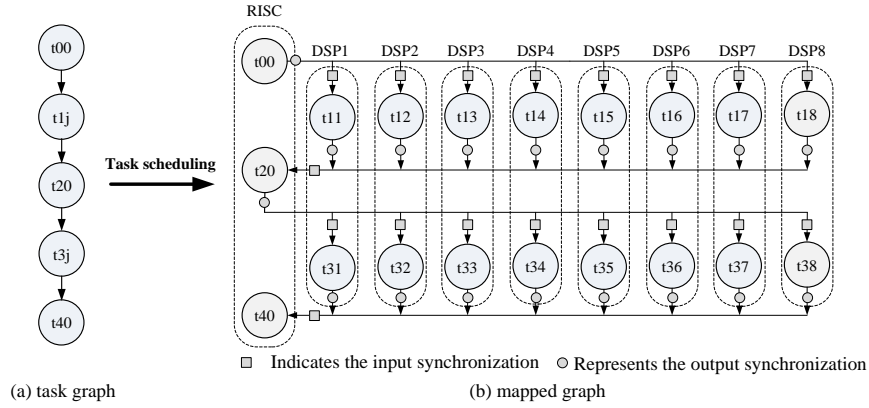 RISC
t00
t1j
t20
t3j
t40
Task scheduling
t00
DSP1 DSP2 DSP3 DSP4 DSP5 DSP6 DSP7 DSP8
t11 t12 t13 t14 t15 t16 t17 t18
t20
t31 t32 t33 t34 t35 t36 t37 t38
t40
Indicates the input synchronization Represents the output synchronization
(a) task graph (b) mapped graph